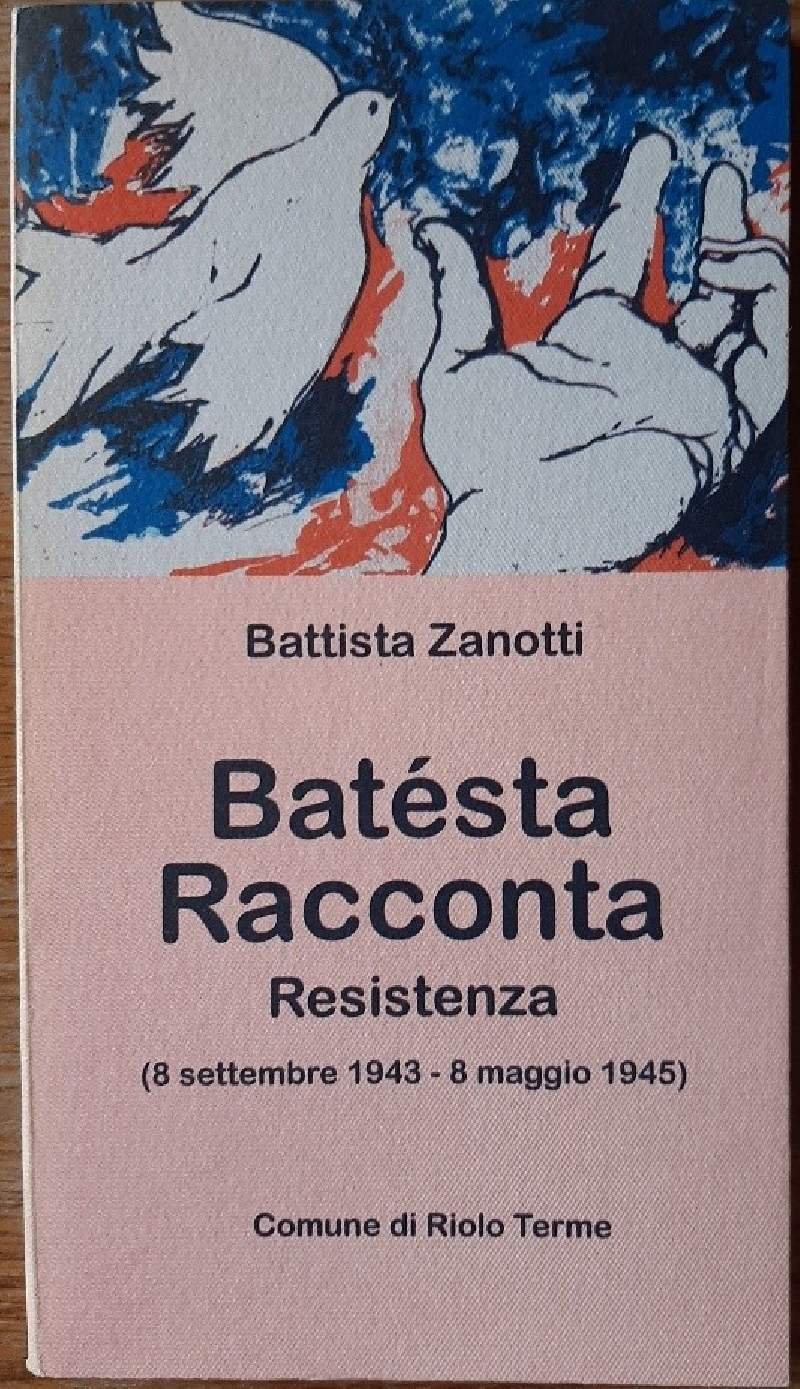 Battista Zanotti
Batésta
Racconta
Resistenza
(8 settembre 1943 - 8 maggio 1945)
Comune di Riolo Terme